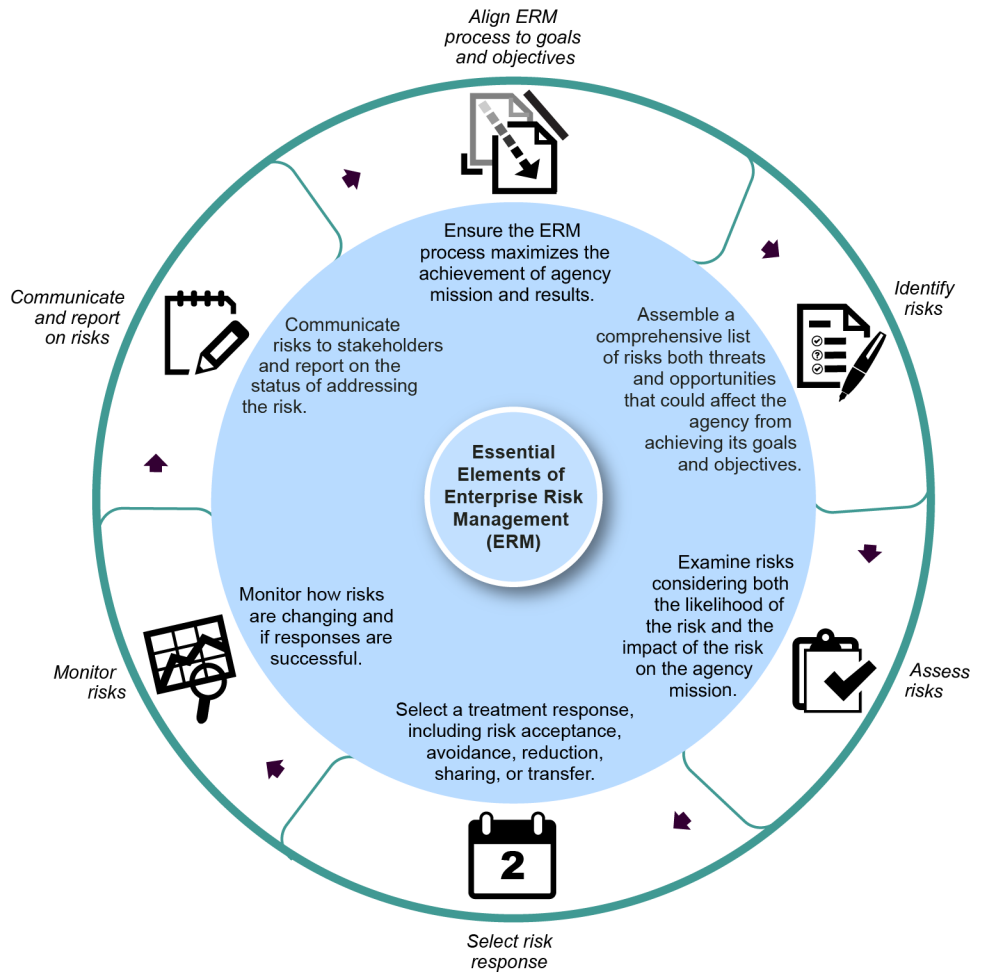 Align ERM
process to goals
and objectives
Ensure the ERM
process maximizes the
achievement of agency
mission and results.
Identify
risks
Assemble a
comprehensive list
of risks both threats
and opportunities
that could affect the
agency from
achieving its goals
and objectives.
Assess
risks
Examine risks
considering both
the likelihood of
the risk and the
impact of the risk
on the agency
mission.
Select risk
response
Select a treatment response,
including risk acceptance,
avoidance, reduction,
sharing, or transfer.
2
Monitor
risks
Monitor how risks
are changing and
if responses are
successful.
Communicate
and report
on risks
Communicate
risks to stakeholders
and report on the
status of addressing
the risk.
Essential
Elements of
Enterprise Risk
Management
(ERM)